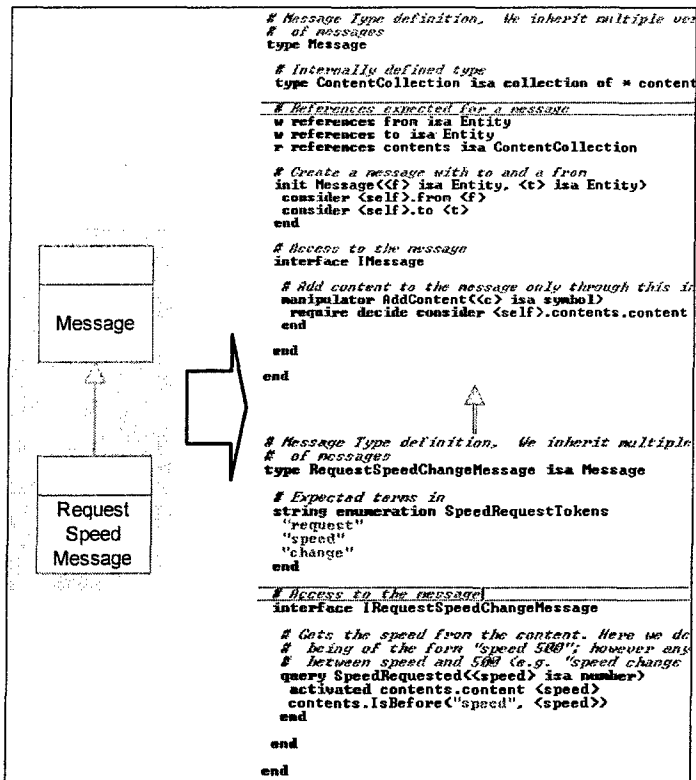 Message
Request
Speed
Message
# Message Type definition, We inherit multiple
# of messages
type Message
# Internally defined type
type ContentCollection isa collection of * content
# References expected for a message
w references from isa Entity
w references to isa Entity
r references contents isa ContentCollection
# Create a message with to and a from
init Message(<f> isa Entity, <t> isa Entity)
consider <self>.from <f>
consider <self>.to <t>
end
# Access to the message
interface IMessage
# Add content to the message only through this
manipulator AddContent(<c> isa symbol)
require decide consider <self>.contents.content
end
end
end
# Message Type definition, We inherit multiple
# of messages
type RequestSpeedChangeMessage isa Message
# Expected terms in
string enumeration SpeedRequestTokens
"request"
"speed"
"change"
end
# Access to the message
interface IRequestSpeedChangeMessage
# Gets the speed from the content. Here we
# being of the form "speed 500"; however any
# between speed and 500 (e.g. "speed change
query SpeedRequested(<speed> isa number)
activated contents.content <speed>
contents.IsBefore("speed", <speed>)
end
end
end